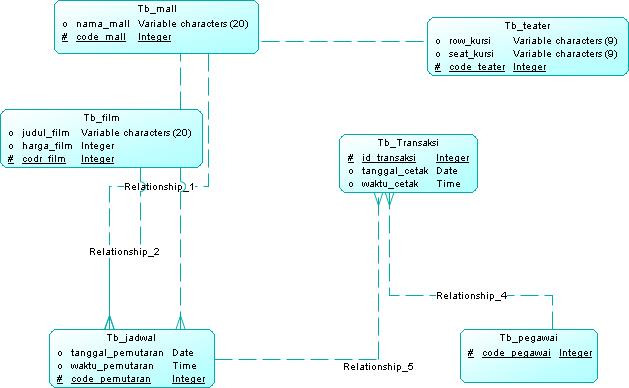 Tb_mall
o nama_mall Variable characters (20)
# code_mall Integer
Tb_teater
o row_kursi Variable characters (9)
o seat_kursi Variable characters (9)
# code_teater Integer
Tb_film
o judul_film Variable characters (20)
o harga_film Integer
# codr_film Integer
Tb_Transaksi
# id_transaksi Integer
o tanggal_cetak Date
o waktu_cetak Time
Relationship_1
Relationship_2
Relationship_4
Tb_jadwal
o tanggal_pemutaran Date
o waktu_pemutaran Time
# code_pemutaran Integer
Relationship_5
Tb_pegawai
# code_pegawai Integer